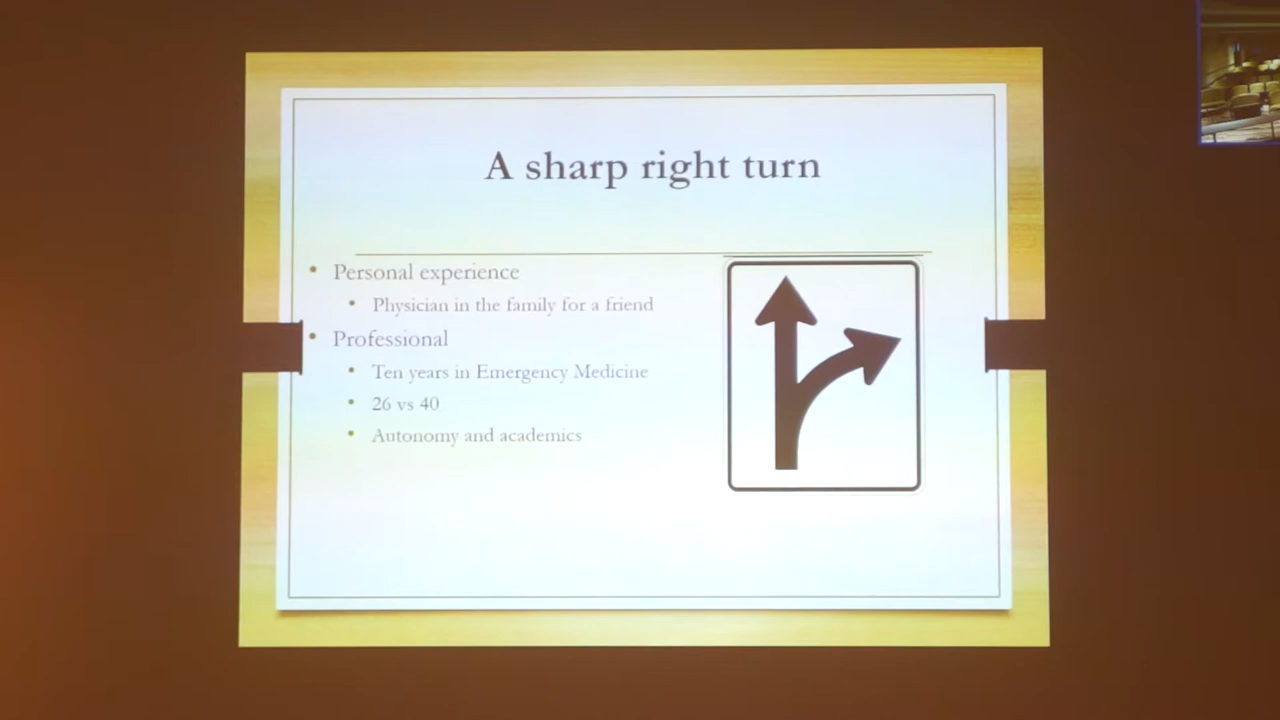 A sharp right turn
• Personal experience
• Physician in the family for a friend
• Professional
• Ten years in Emergency Medicine
• 26 vs 40
• Autonomy and academics